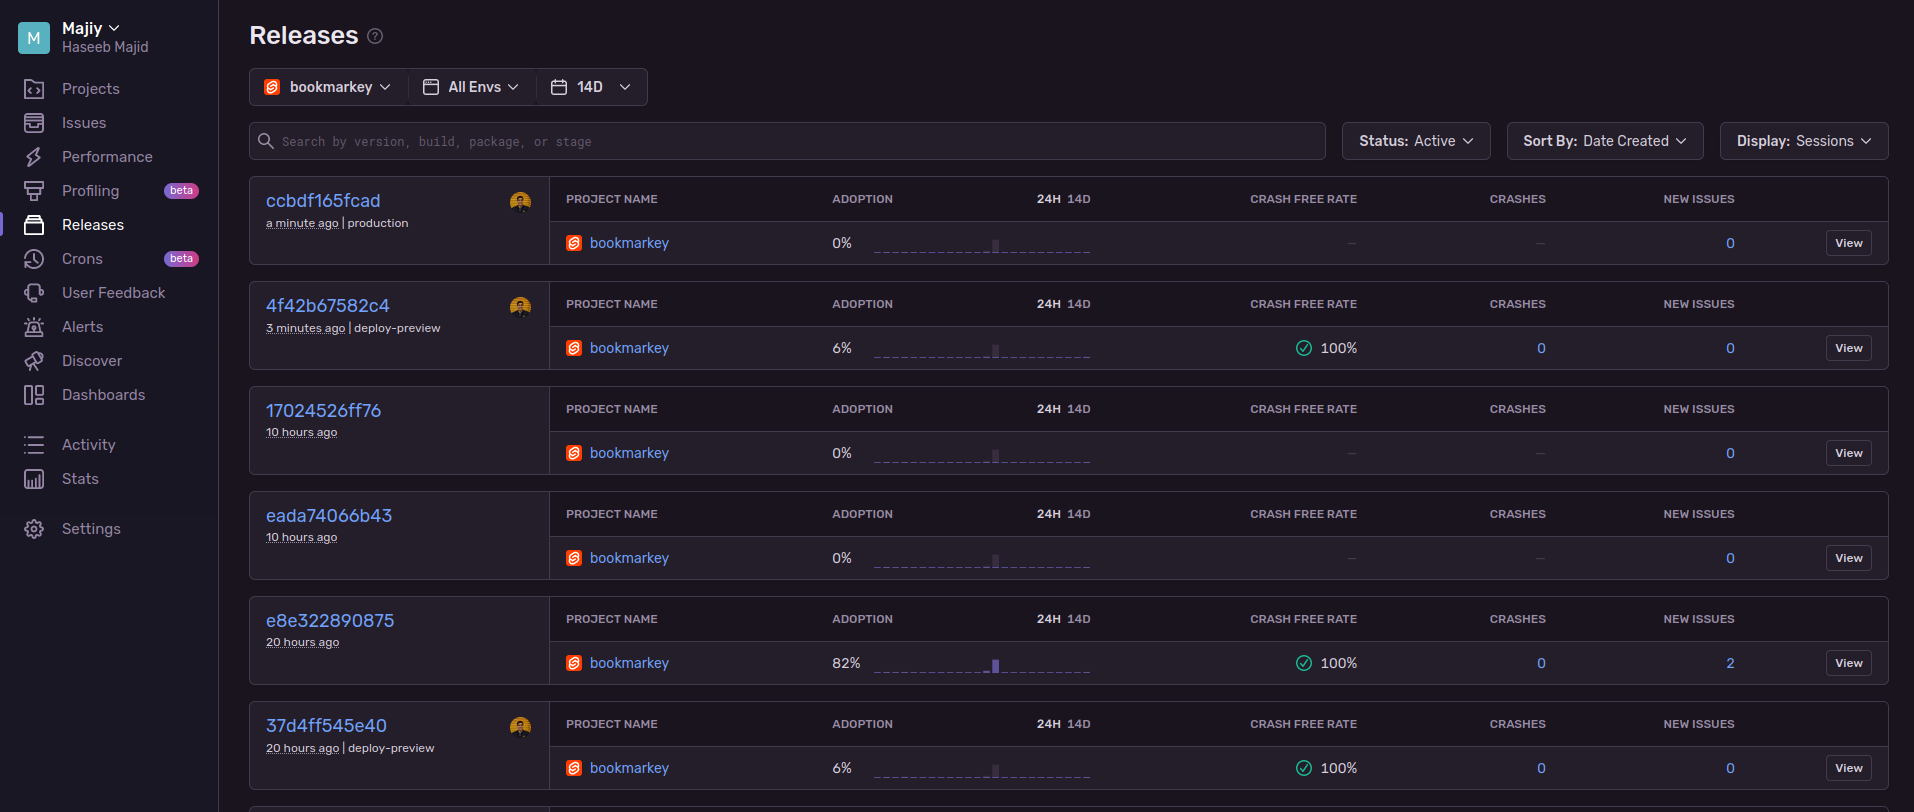 M
Majiy
Haseeb Majid
Projects
Issues
Performance
Profiling beta
Releases
Crons beta
User Feedback
Alerts
Discover
Dashboards
Activity
Stats
Settings
Releases ?
bookmarkey All Envs 14D
Search by version, build, package, or stage Status: Active Sort By: Date Created Display: Sessions
ccbdf165fcad PROJECT NAME ADOPTION 24H 14D CRASH FREE RATE CRASHES NEW ISSUES
a minute ago | production
bookmarkey 0% — — 0 View
4f42b67582c4 PROJECT NAME ADOPTION 24H 14D CRASH FREE RATE CRASHES NEW ISSUES
3 minutes ago | deploy-preview
bookmarkey 6% 100% 0 0 View
17024526ff76 PROJECT NAME ADOPTION 24H 14D CRASH FREE RATE CRASHES NEW ISSUES
10 hours ago
bookmarkey 0% — — 0 View
eada74066b43 PROJECT NAME ADOPTION 24H 14D CRASH FREE RATE CRASHES NEW ISSUES
10 hours ago
bookmarkey 0% — — 0 View
e8e322890875 PROJECT NAME ADOPTION 24H 14D CRASH FREE RATE CRASHES NEW ISSUES
20 hours ago
bookmarkey 82% 100% 0 2 View
37d4ff545e40 PROJECT NAME ADOPTION 24H 14D CRASH FREE RATE CRASHES NEW ISSUES
20 hours ago | deploy-preview
bookmarkey 6% 100% 0 0 View